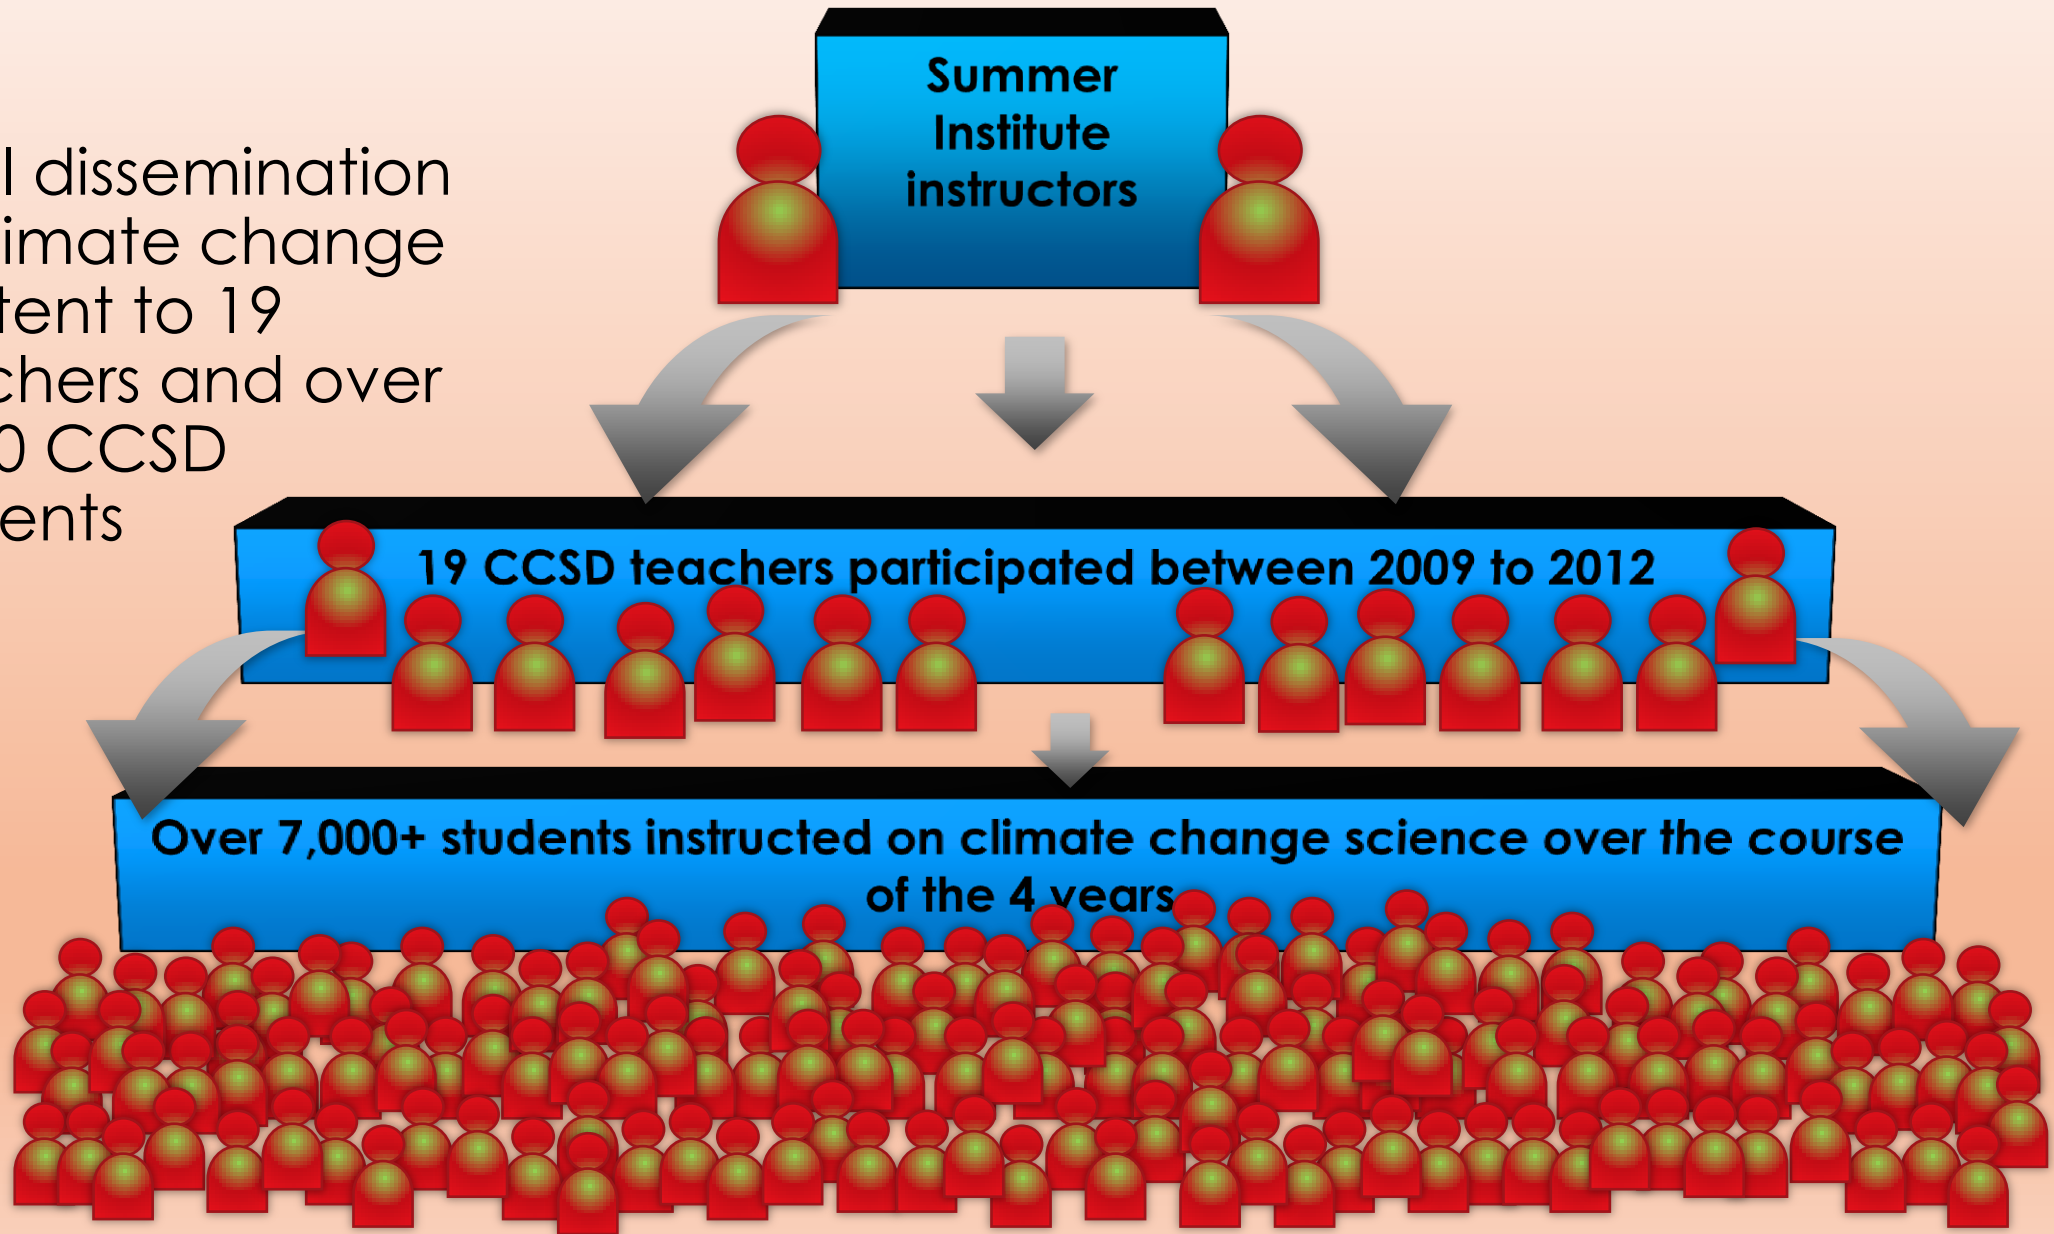 Summer
Institute
instructors
l dissemination
limate change
tent to 19
chers and over
0 CCSD
ents
19 CCSD teachers participated between 2009 to 2012
Over 7,000+ students instructed on climate change science over the course
of the 4 years